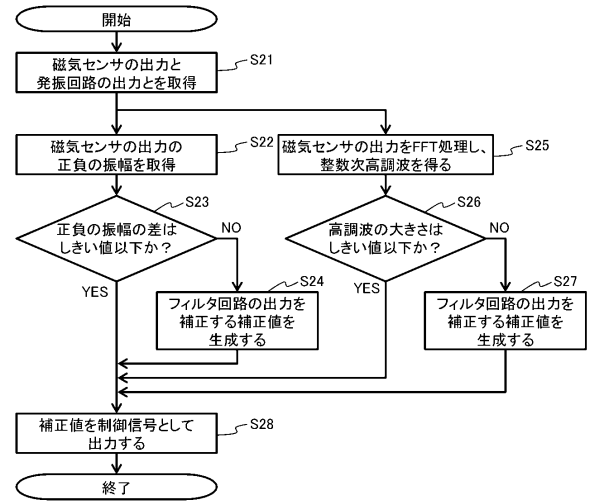 開始
磁気センサの出力と
発振回路の出力とを取得
S21
磁気センサの出力の
正負の振幅を取得
S22
磁気センサの出力をFFT処理し、
整数次高調波を得る
S25
正負の振幅の差は
しきい値以下か？
S23
NO
YES
高調波の大きさは
しきい値以下か？
S26
NO
YES
フィルタ回路の出力を
補正する補正値を
生成する
S24
フィルタ回路の出力を
補正する補正値を
生成する
S27
補正値を制御信号として
出力する
S28
終了